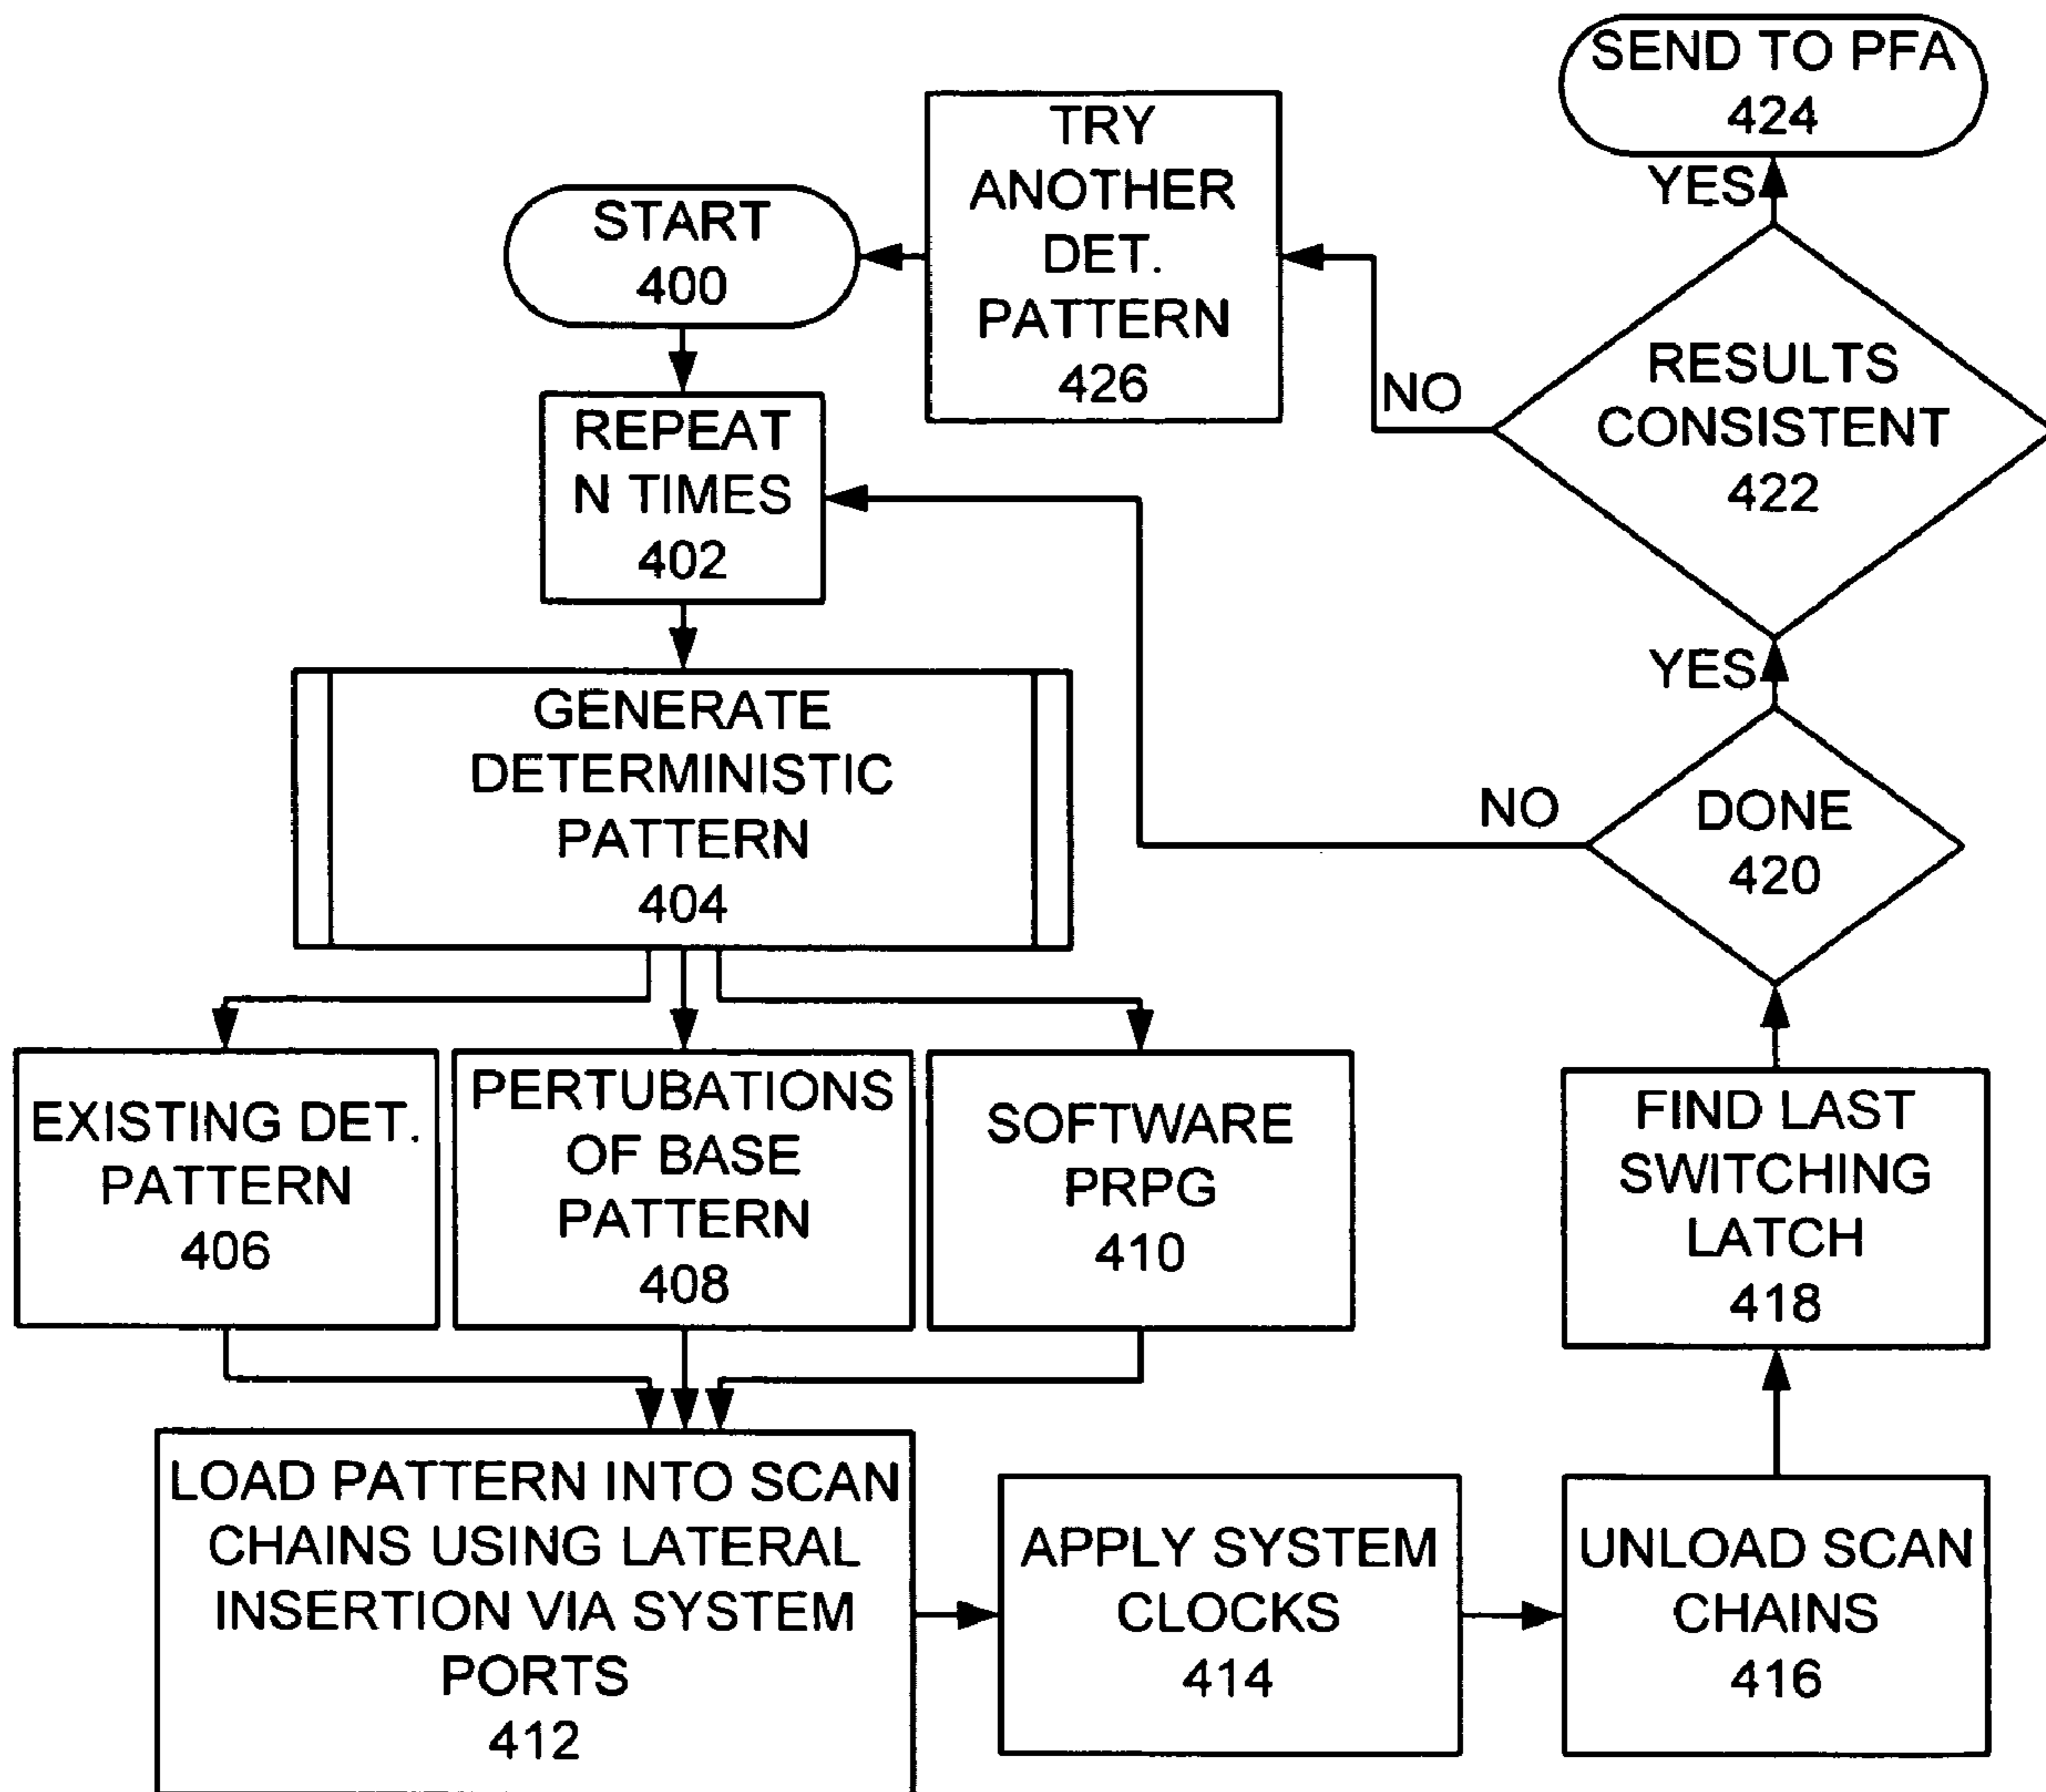 START
400
REPEAT
N TIMES
402
GENERATE
DETERMINISTIC
PATTERN
404
EXISTING DET.
PATTERN
406
PERTUBATIONS
OF BASE
PATTERN
408
SOFTWARE
PRPG
410
LOAD PATTERN INTO SCAN
CHAINS USING LATERAL
INSERTION VIA SYSTEM
PORTS
412
APPLY SYSTEM
CLOCKS
414
UNLOAD SCAN
CHAINS
416
FIND LAST
SWITCHING
LATCH
418
DONE
420
NO
YES
RESULTS
CONSISTENT
422
NO
YES
SEND TO PFA
424
TRY
ANOTHER
DET.
PATTERN
426